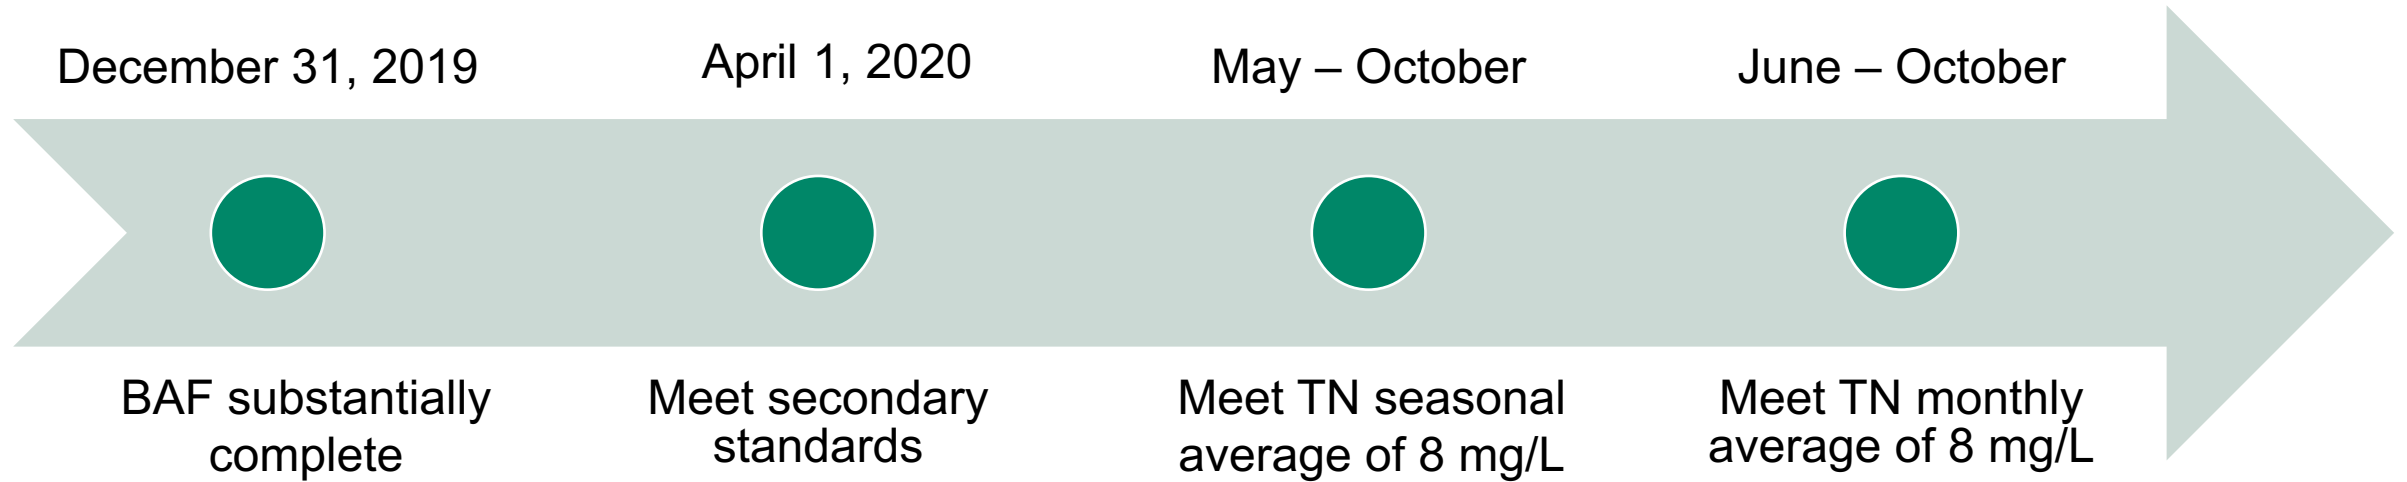 December 31, 2019
April 1, 2020
May – October
June – October
BAF substantially
complete
Meet secondary
standards
Meet TN seasonal
average of 8 mg/L
Meet TN monthly
average of 8 mg/L